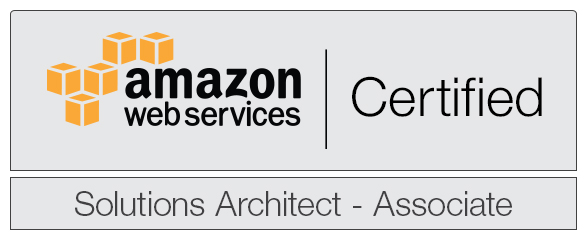 amazon
web services
Certified
Solutions Architect - Associate